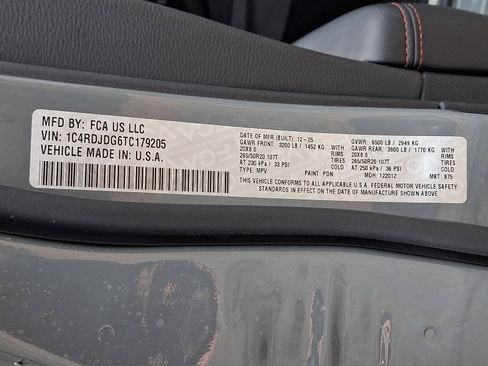 MFD BY: FCA US LLC
VIN: 1C4RDJDG6TC179205
VEHICLE MADE IN: U.S.A.
DATE OF MFR (BUILT): 12-25
GAWR FRONT: 3200 LB / 1452 KG
20X8 0 RIMS
265/50R20 107T TIRES
AT 230 kPa / 33 PSI COLD
TYPE: MPV PAINT: PDN
GVWR: 6500 LB / 2949 KG
GAWR REAR: 3900 LB / 1770 KG
20X8 0 RIMS
265/50R20 107T TIRES
AT 250 kPa / 36 PSI COLD
MDH: 122012 MKT: 875
THIS VEHICLE CONFORMS TO ALL APPLICABLE U.S.A. FEDERAL MOTOR VEHICLE
SAFETY STANDARDS IN EFFECT ON THE DATE OF MANUFACTURE SHOWN ABOVE.